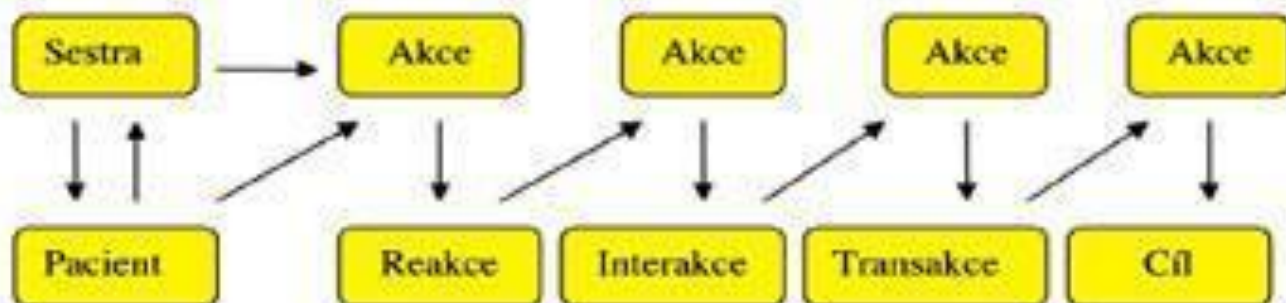 Sestra Akce Akce Akce Akce
Pacient Reakce Interakce Transakce Cíl